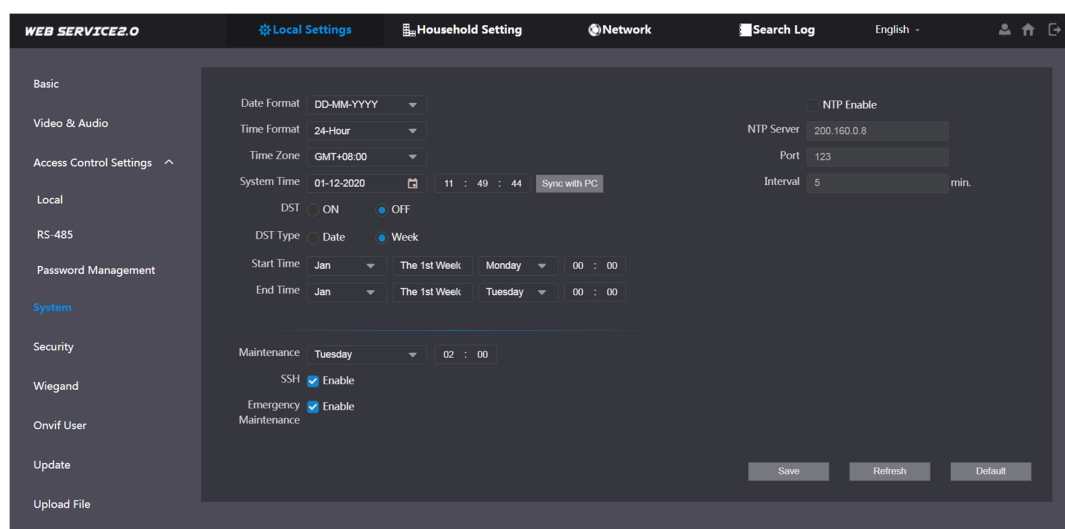 WEB SERVICE2.0 Local Settings Household Setting Network Search Log English
Basic
Video & Audio
Access Control Settings
Local
RS-485
Password Management
System
Security
Wiegand
Onvif User
Update
Upload File
Date Format DD-MM-YYYY
Time Format 24-Hour
Time Zone GMT+08:00
System Time 01-12-2020 11 : 49 : 44 Sync with PC
DST ON OFF
DST Type Date Week
Start Time Jan The 1st Week Monday 00 : 00
End Time Jan The 1st Week Tuesday 00 : 00
Maintenance Tuesday 02 : 00
SSH Enable
Emergency Enable
Maintenance
NTP Enable
NTP Server 200.160.0.8
Port 123
Interval 5 min.
Save Refresh Default